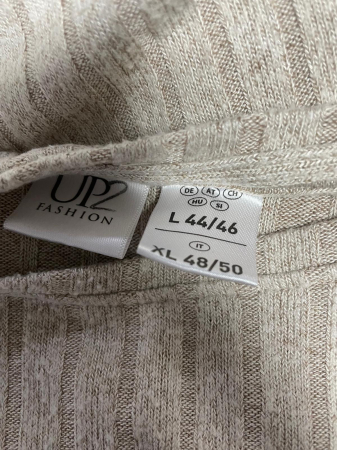 UP2
FASHION
DE AT CH
HU SI
L 44/46
IT
XL 48/50